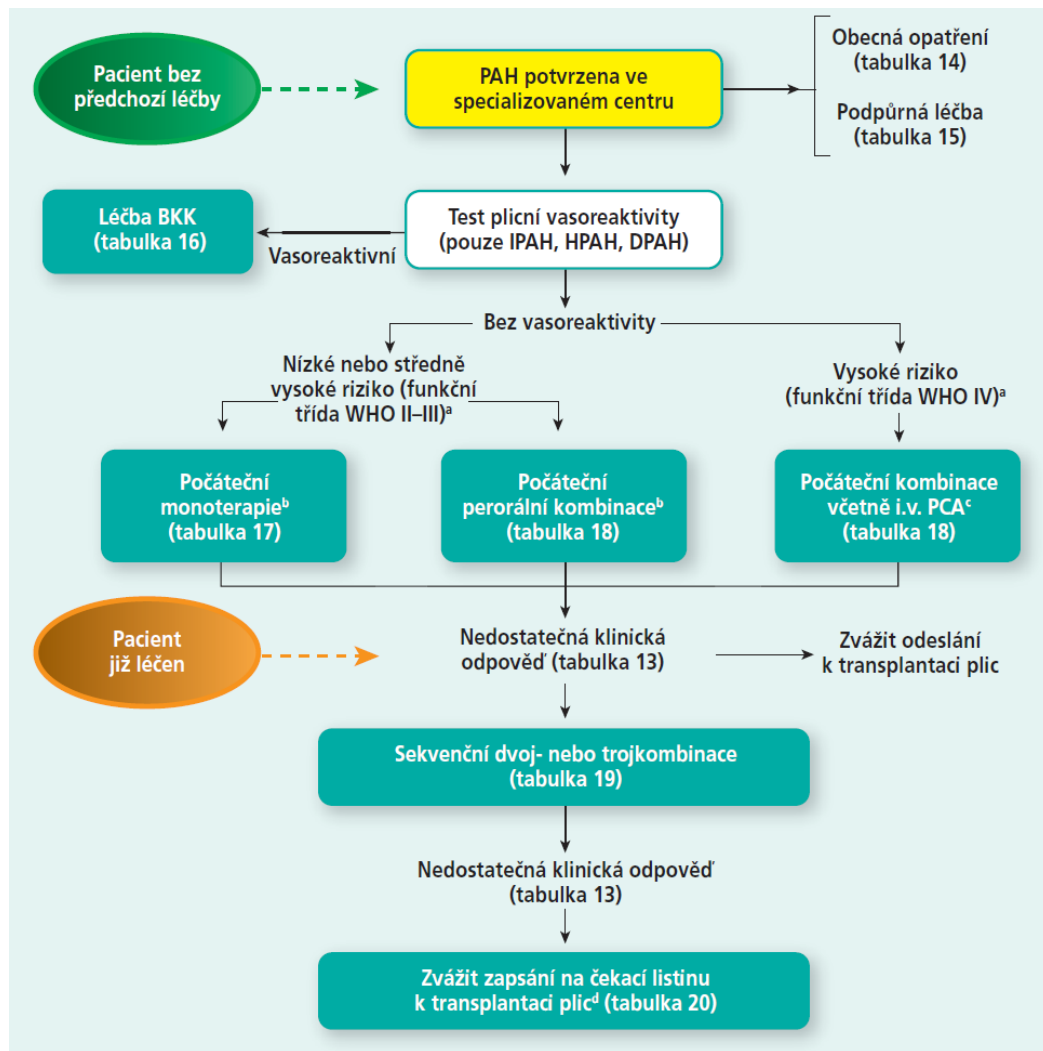 Pacient bez
předchozí léčby
PAH potvrzena ve
specializovaném centru
Obecná opatření
(tabulka 14)
Podpůrná léčba
(tabulka 15)
Léčba BKK
(tabulka 16)
Vasoreaktivní
Test plicní vasoreaktivity
(pouze IPAH, HPAH, DPAH)
Bez vasoreaktivity
Nízké nebo středně
vysoké riziko (funkční
třída WHO II–III)ᵃ
Vysoké riziko
(funkční třída WHO IV)ᵃ
Počáteční
monoterapieᵇ
(tabulka 17)
Počáteční
perorální kombinaceᵇ
(tabulka 18)
Počáteční kombinace
včetně i.v. PCAᶜ
(tabulka 18)
Pacient
již léčen
Nedostatečná klinická
odpověď (tabulka 13)
Zvážit odeslání
k transplantaci plic
Sekvenční dvoj- nebo trojkombinace
(tabulka 19)
Nedostatečná klinická odpověď
(tabulka 13)
Zvážit zapsání na čekací listinu
k transplantaci plicᵈ (tabulka 20)